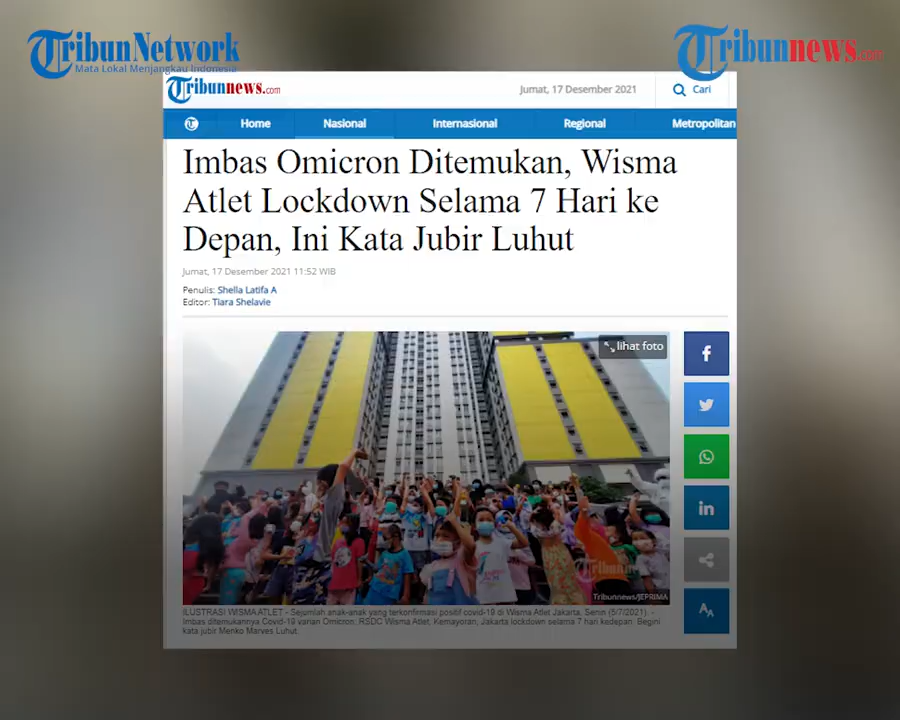 TribunNetwork
Mata Lokal Menjangkau Indonesia
Tribunnews.com
Tribunnews.com
Jumat, 17 Desember 2021
Cari
Home
Nasional
Internasional
Regional
Metropolitan
Imbas Omicron Ditemukan, Wisma
Atlet Lockdown Selama 7 Hari ke
Depan, Ini Kata Jubir Luhut
Jumat, 17 Desember 2021 11:52 WIB
Penulis: Shella Latifa A
Editor: Tiara Shelavie
lihat foto
f
in
Tribunnews
Tribunnews/JEPRIMA
AA
ILUSTRASI WISMA ATLET - Sejumlah anak-anak yang terkonfirmasi positif covid-19 di Wisma Atlet Jakarta, Senin (5/7/2021). -
Imbas ditemukannya Covid-19 varian Omicron, RSDC Wisma Atlet, Kemayoran, Jakarta lockdown selama 7 hari kedepan. Begini
kata jubir Menko Marves Luhut.